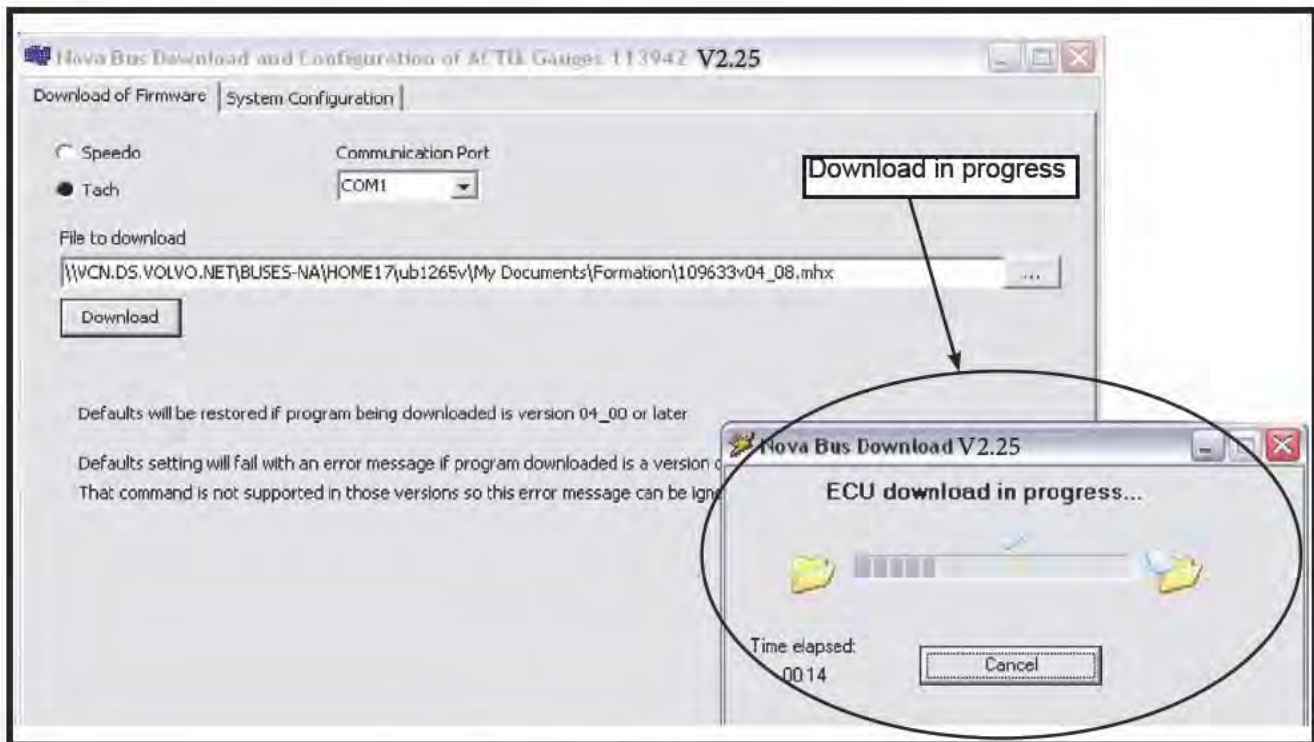 Nova Bus Download and Configuration of ACTIA Gauges 113942 V2.25
Download of Firmware
System Configuration
Speedo
Communication Port
Tach
COM1
Download in progress
File to download
\\VCN.DS.VOLVO.NET\BUSES-NA\HOME17\ub1265v\My Documents\Formation\109633v04_08.mhx
...
Download
Defaults will be restored if program being downloaded is version 04_00 or later
Defaults setting will fail with an error message if program downloaded is a version
That command is not supported in those versions so this error message can be
Nova Bus Download V2.25
ECU download in progress...
Time elapsed:
00:14
Cancel